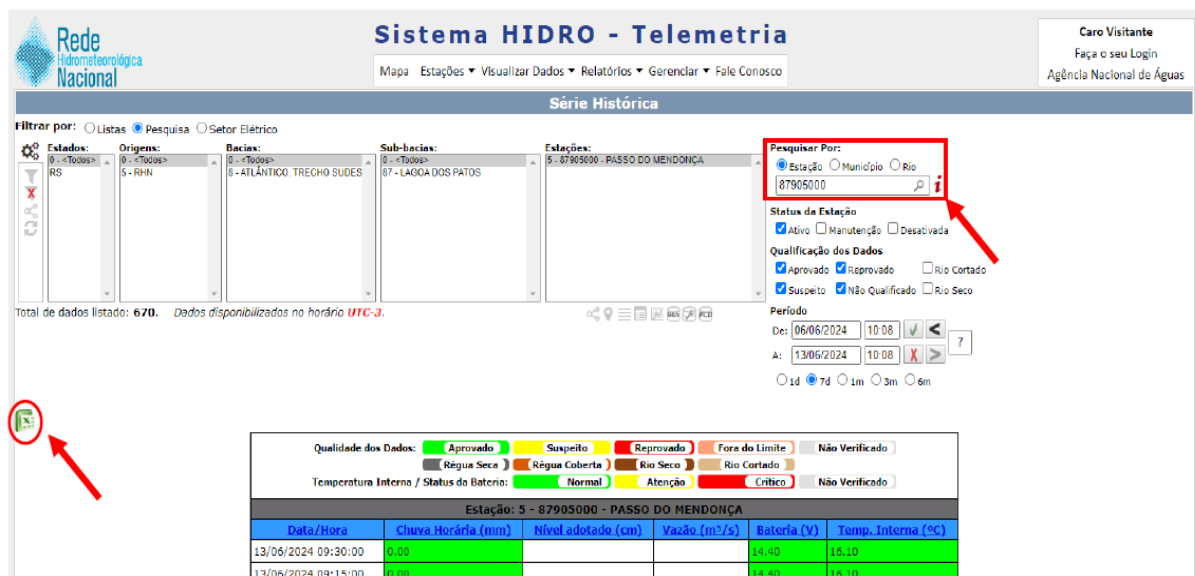 Rede
Hidrometeorológica
Nacional
Sistema HIDRO - Telemetria
Mapa Estações ▾ Visualizar Dados ▾ Relatórios ▾ Gerenciar ▾ Fale Conosco
Caro Visitante
Faça o seu Login
Agência Nacional de Águas
Série Histórica
Filtrar por: Listas Pesquisa Setor Elétrico
Estados: Origens: Bacias: Sub-bacias: Estações:
0 - <Todos> 0 - <Todos> 0 - <Todos> 0 - <Todos> 5 - 87905000 - PASSO DO MENDONÇA
RS 5 - RHN 8 - ATLÂNTICO, TRECHO SUDES 87 - LAGOA DOS PATOS
Pesquisar Por:
Estação Município Rio
87905000
Status da Estação
Ativo Manutenção Desativada
Qualificação dos Dados
Aprovado Reprovado Rio Cortado
Suspeito Não Qualificado Rio Seco
Período
De: 06/06/2024 10:08 <
?
A: 13/06/2024 10:08 X >
1d 7d 1m 3m 6m
Total de dados listado: 670. Dados disponibilizados no horário UTC-3.
Qualidade dos Dados: Aprovado Suspeito Reprovado Fora do Limite Não Verificado
Régua Seca Régua Coberta Rio Seco Rio Cortado
Temperatura Interna / Status da Bateria: Normal Atenção Crítico Não Verificado
Estação: 5 - 87905000 - PASSO DO MENDONÇA
Data/Hora Chuva Horária (mm) Nível adotado (cm) Vazão (m³/s) Bateria (V) Temp. Interna (ºC)
13/06/2024 09:30:00 0.00 14.40 16.10
13/06/2024 09:15:00 0.00 14.40 16.10